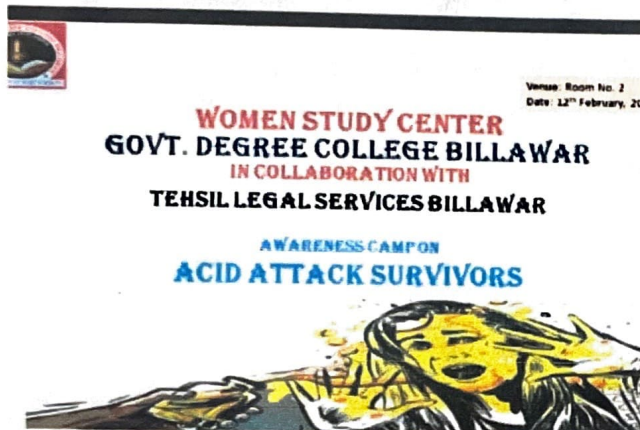 Venue: Room No. 2
Date: 12th February, 20
WOMEN STUDY CENTER
GOVT. DEGREE COLLEGE BILLAWAR
IN COLLABORATION WITH
TEHSIL LEGAL SERVICES BILLAWAR
AWARENESS CAMP ON
ACID ATTACK SURVIVORS